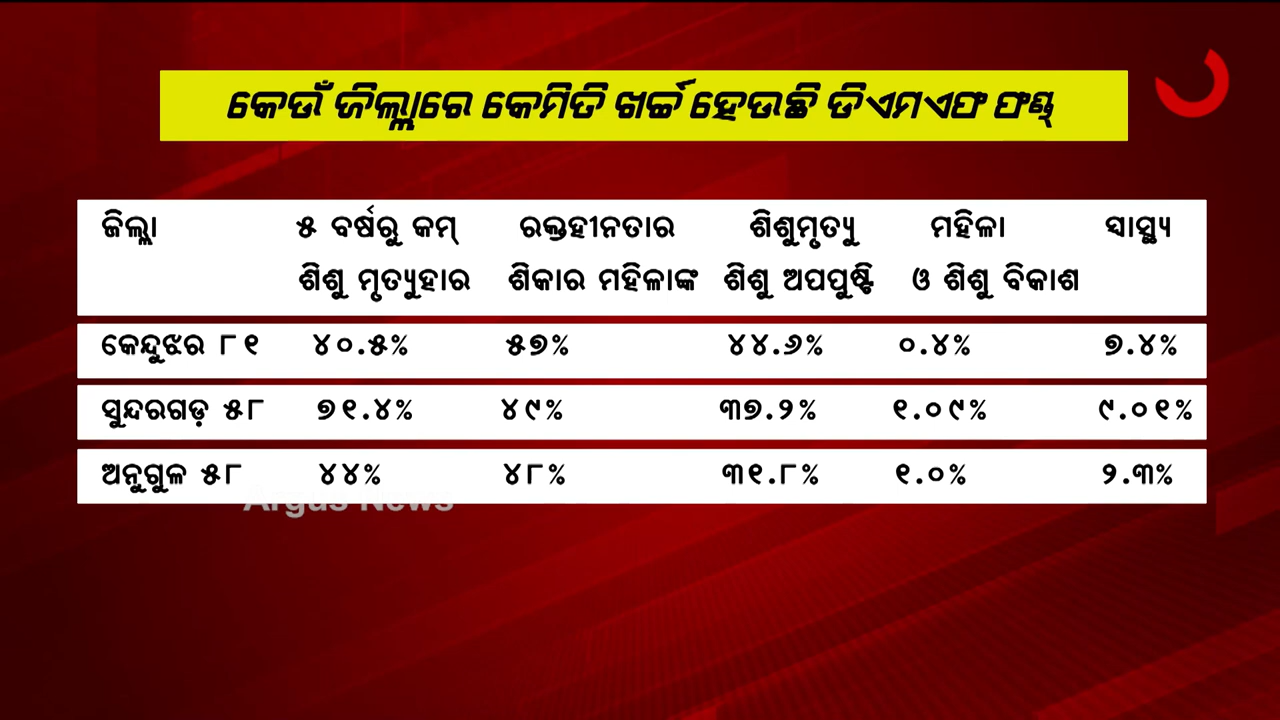 କେଉଁ ଜିଲ୍ଲାରେ କେମିତି ଖର୍ଚ୍ଚ ହେଉଛି ଡିଏମଏଫ ଫଣ୍ଡ୍
ଜିଲ୍ଲା ୫ ବର୍ଷରୁ କମ୍ ରକ୍ତହୀନତାର ଶିଶୁମୃତ୍ୟୁ ମହିଳା ସ୍ୱାସ୍ଥ୍ୟ
ଶିଶୁ ମୃତ୍ୟୁହାର ଶିକାର ମହିଳାଙ୍କ ଶିଶୁ ଅପପୁଷ୍ଟି ଓ ଶିଶୁ ବିକାଶ
କେନ୍ଦୁଝର ୮୧ ୪୦.୫% ୫୭% ୪୪.୬% ୦.୪% ୭.୪%
ସୁନ୍ଦରଗଡ଼ ୫୮ ୭୧.୪% ୪୯% ୩୭.୨% ୧.୦୯% ୯.୦୧%
ଅନୁଗୁଳ ୫୮ ୪୪% ୪୮% ୩୧.୮% ୧.୦% ୨.୩%
Argus News